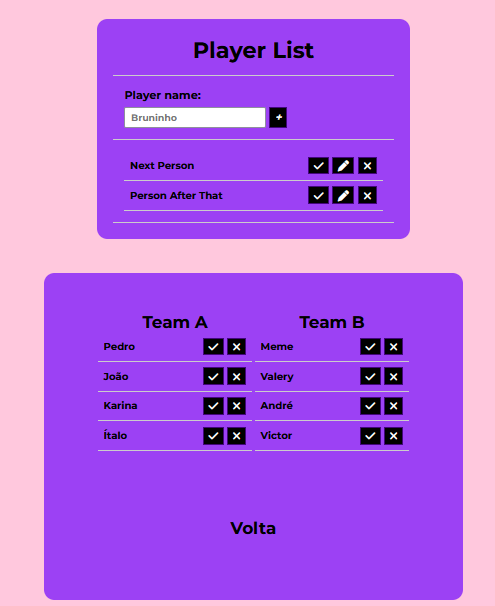 Player List
Player name:
Bruninho
+
Next Person
Person After That
Team A Team B
Pedro Meme
João Valery
Karina André
Ítalo Victor
Volta